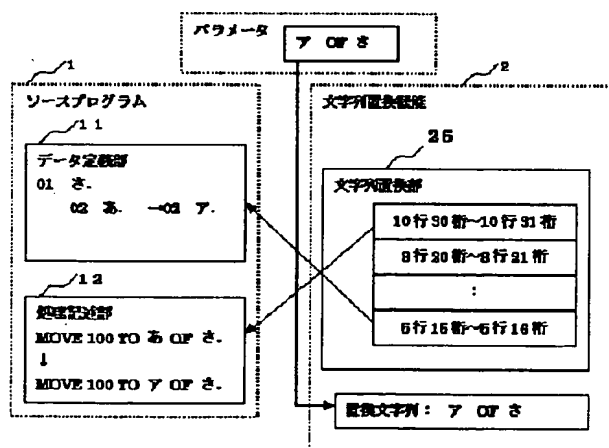 パラメータ
ア OF さ
1
2
ソースプログラム
11
データ定義部
01 さ.
02 あ. →02 ア.
12
処理記述部
MOVE 100 TO あ OF さ.
↓
MOVE 100 TO ア OF さ.
文字列置換機能
25
文字列置換部
10行30桁~10行31桁
8行20桁~8行21桁
:
5行15桁~5行16桁
置換文字列: ア OF さ